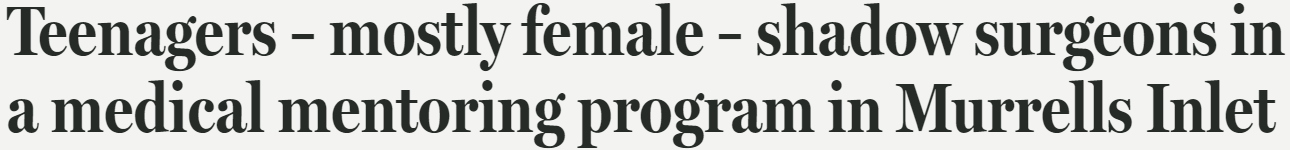 Teenagers – mostly female – shadow surgeons in
a medical mentoring program in Murrells Inlet